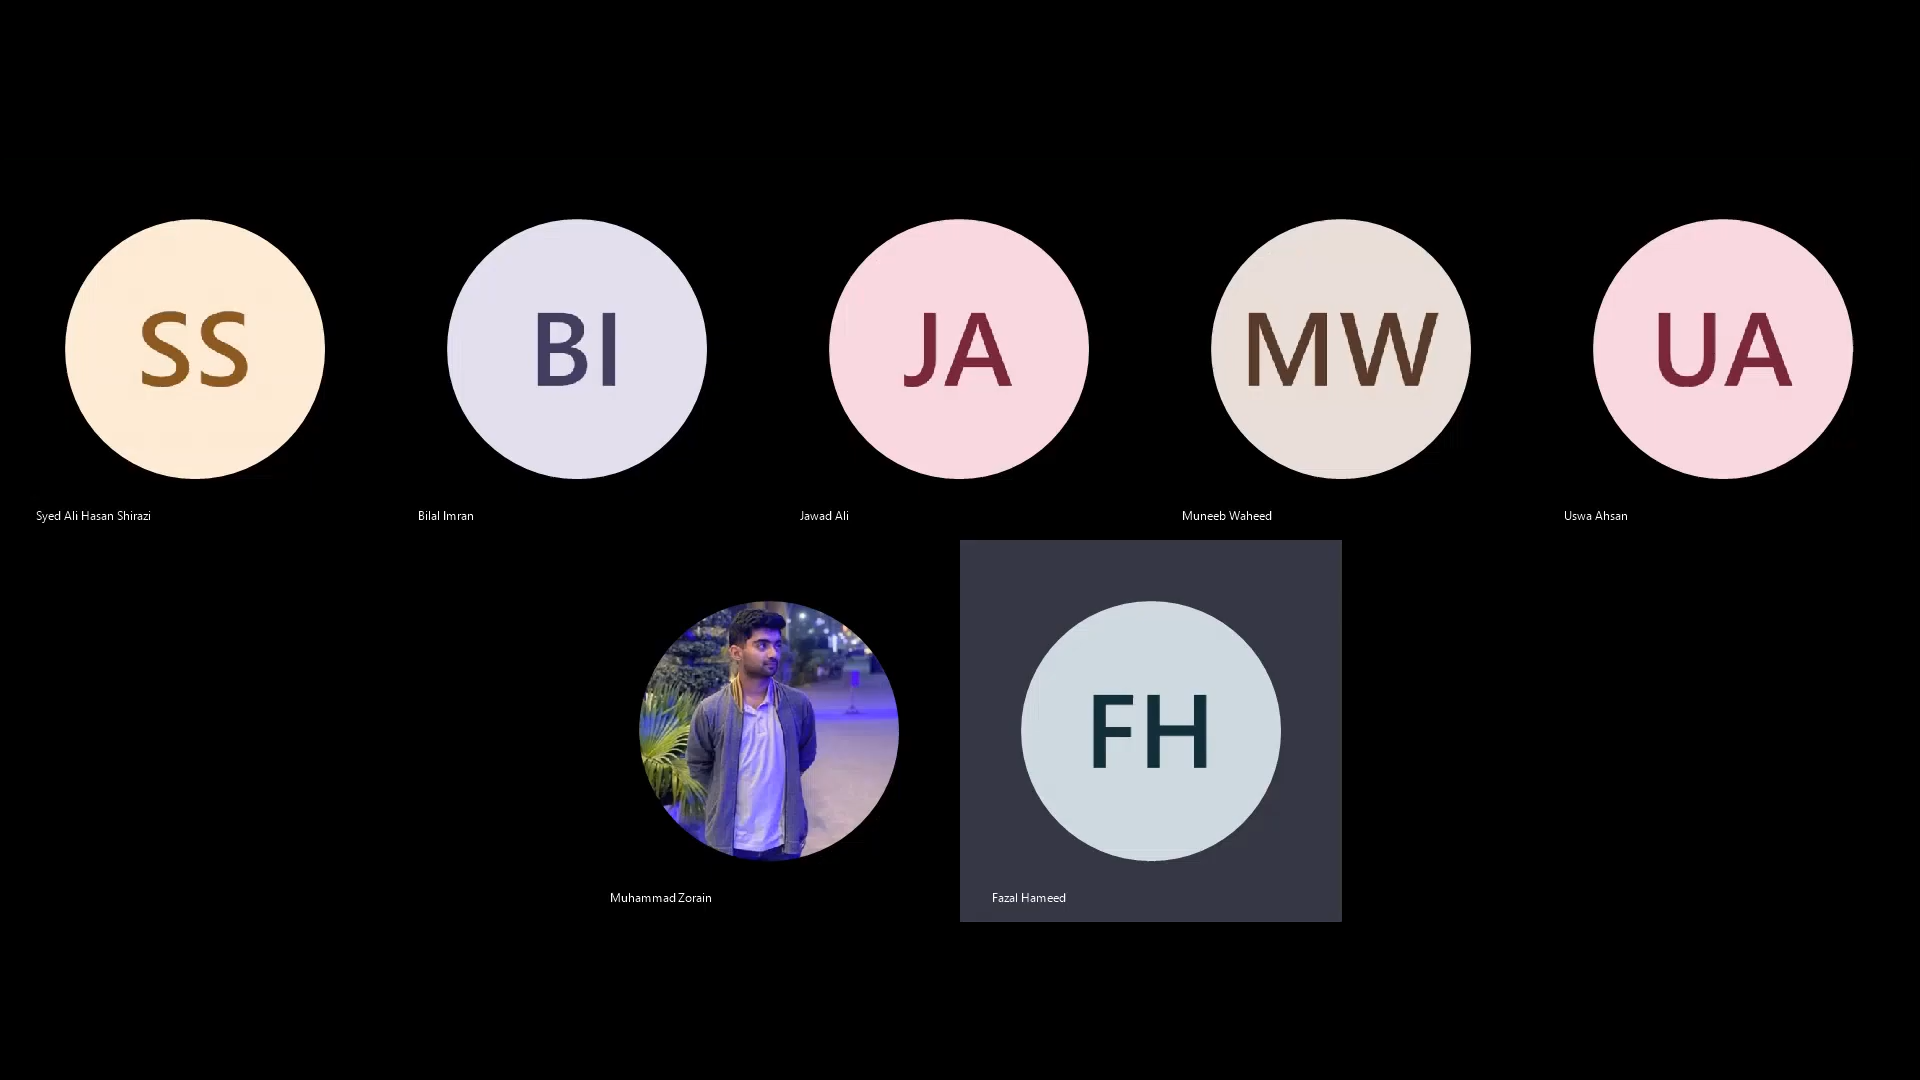 SS
BI
JA
MW
UA
Syed Ali Hasan Shirazi
Bilal Imran
Jawad Ali
Muneeb Waheed
Uswa Ahsan
FH
Muhammad Zorain
Fazal Hameed